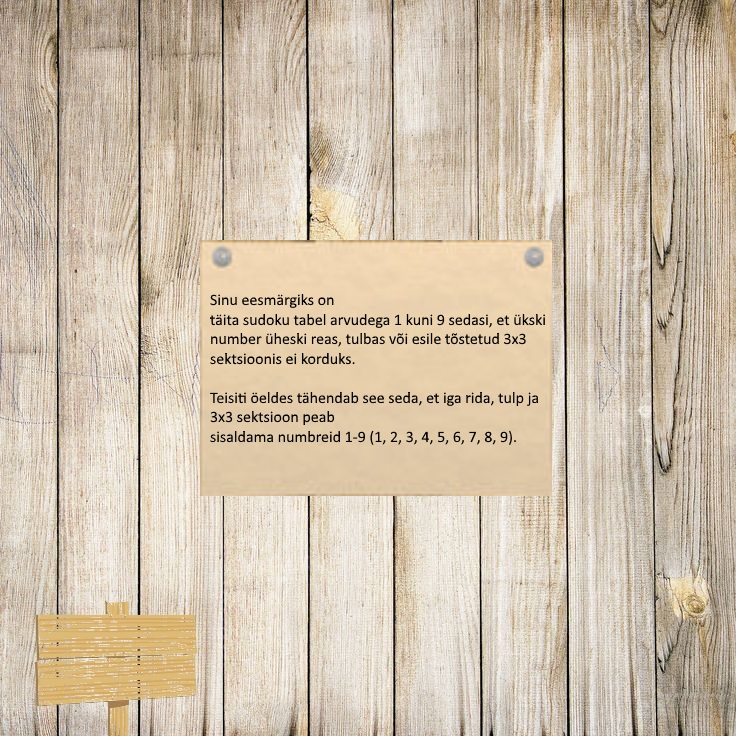 Sinu eesmärgiks on
täita sudoku tabel arvudega 1 kuni 9 sedasi, et ükski
number üheski reas, tulbas või esile tõstetud 3x3
sektsioonis ei korduks.
Teisiti öeldes tähendab see seda, et iga rida, tulp ja
3x3 sektsioon peab
sisaldama numbreid 1-9 (1, 2, 3, 4, 5, 6, 7, 8, 9).